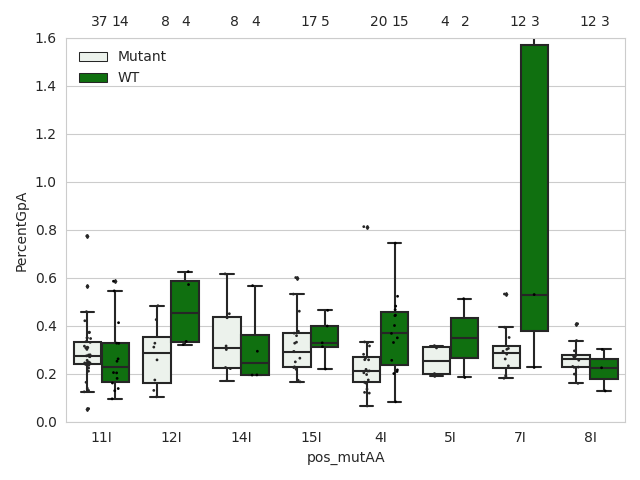 37 14 8 4 8 4 17 5 20 15 4 2 12 3 12 3
1.6
1.4
1.2
1.0
0.8
0.6
0.4
0.2
0.0
PercentGpA
Mutant
WT
11I 12I 14I 15I 4I 5I 7I 8I
pos_mutAA